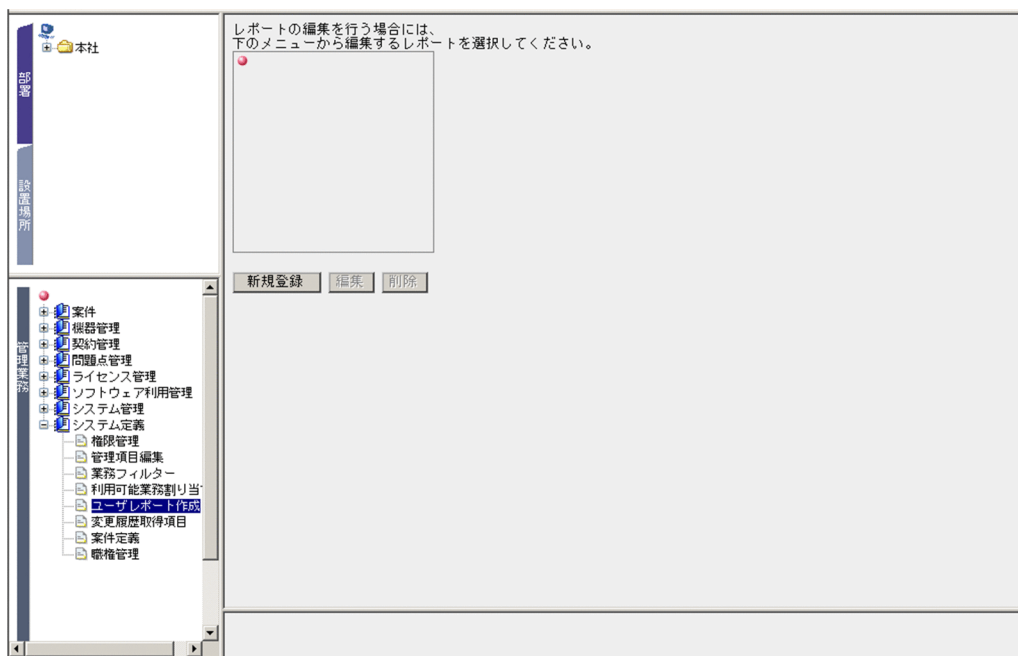 部署
設置場所
本社
管理業務
案件
機器管理
契約管理
問題点管理
ライセンス管理
ソフトウェア利用管理
システム管理
システム定義
権限管理
管理項目編集
業務フィルター
利用可能業務割り当
ユーザレポート作成
変更履歴取得項目
案件定義
職権管理
レポートの編集を行う場合には、
下のメニューから編集するレポートを選択してください。
新規登録 編集 削除